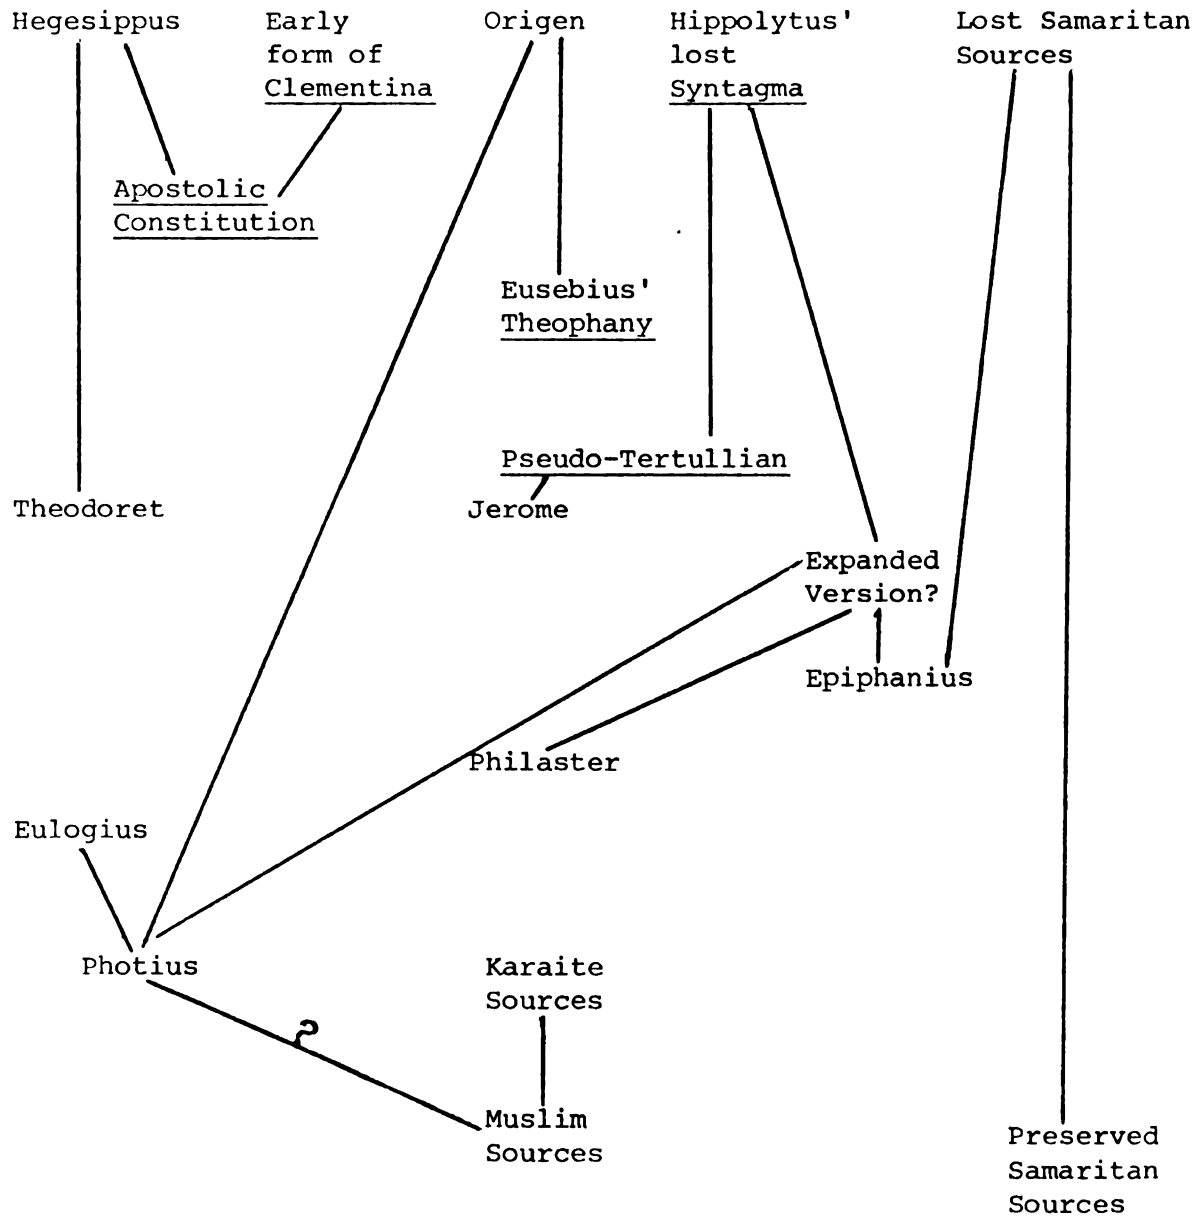 Hegesippus
Early
form of
Clementina
Origen
Hippolytus'
lost
Syntagma
Lost Samaritan
Sources
Apostolic
Constitution
Eusebius'
Theophany
Pseudo-Tertullian
Theodoret
Jerome
Expanded
Version?
Epiphanius
Philaster
Eulogius
Photius
Karaite
Sources
?
Muslim
Sources
Preserved
Samaritan
Sources